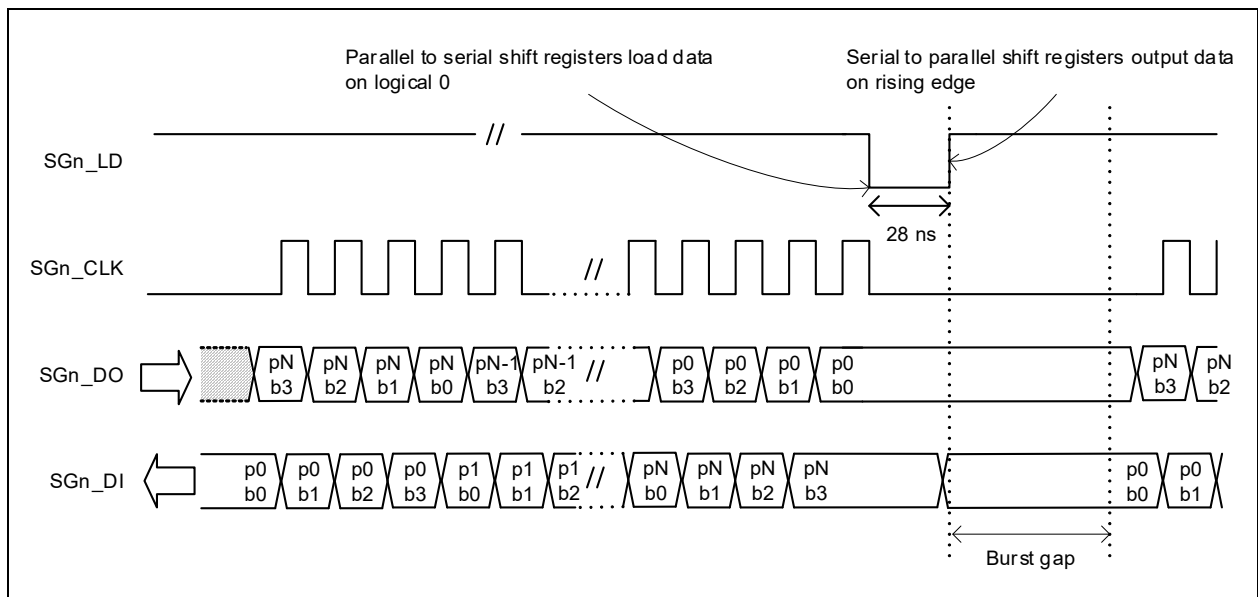 Parallel to serial shift registers load data
on logical 0
Serial to parallel shift registers output data
on rising edge
SGn_LD
//
28 ns
SGn_CLK
//
SGn_DO
pN pN pN pN pN-1 pN-1 // p0 p0 p0 p0 pN pN
b3 b2 b1 b0 b3 b2 b3 b2 b1 b0 b3 b2
SGn_DI
p0 p0 p0 p0 p1 p1 p1 // pN pN pN pN p0 p0
b0 b1 b2 b3 b0 b1 b2 b0 b1 b2 b3 b0 b1
Burst gap